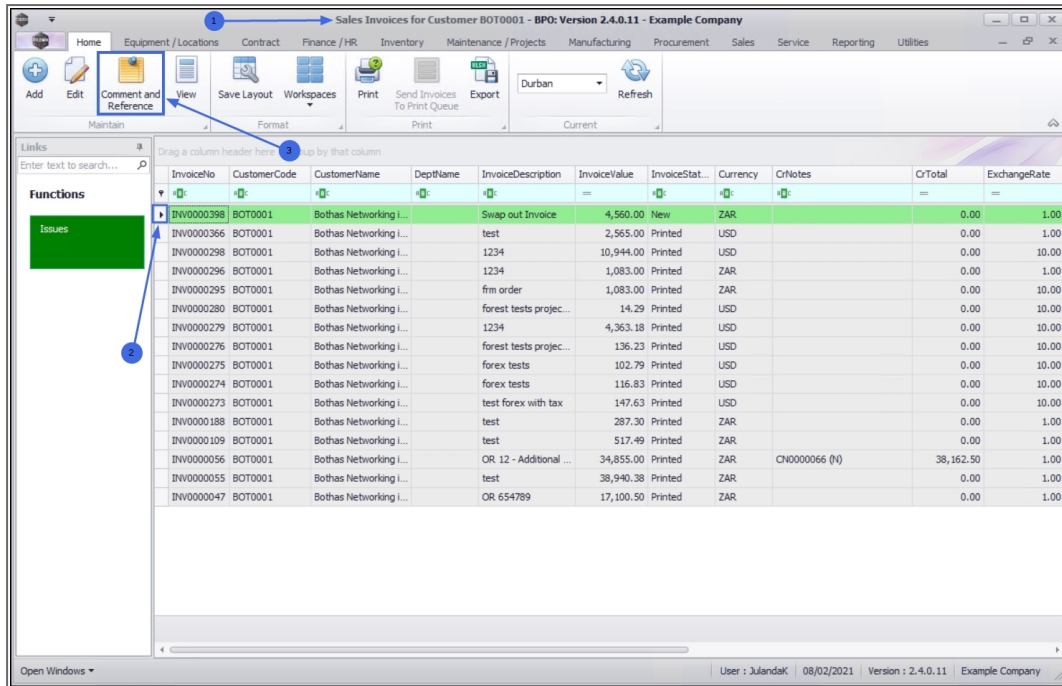 1
Sales Invoices for Customer BOT0001 - BPO: Version 2.4.0.11 - Example Company
Home Equipment / Locations Contract Finance / HR Inventory Maintenance / Projects Manufacturing Procurement Sales Service Reporting Utilities
Add Edit Comment and Reference View Save Layout Workspaces Print Send Invoices To Print Queue Export Durban Refresh
Maintain Format Print Current
Links
3
Drag a column header here up by that column
Enter text to search...
InvoiceNo CustomerCode CustomerName DeptName InvoiceDescription InvoiceValue InvoiceStat... Currency CrNotes CrTotal ExchangeRate
Functions
Issues
INV0000398 BOT0001 Bothas Networking i... Swap out Invoice 4,560.00 New ZAR 0.00 1.00
INV0000366 BOT0001 Bothas Networking i... test 2,565.00 Printed USD 0.00 1.00
INV0000298 BOT0001 Bothas Networking i... 1234 10,944.00 Printed USD 0.00 10.00
INV0000296 BOT0001 Bothas Networking i... 1234 1,083.00 Printed ZAR 0.00 1.00
INV0000295 BOT0001 Bothas Networking i... frm order 1,083.00 Printed USD 0.00 10.00
INV0000280 BOT0001 Bothas Networking i... forest tests projec... 14.29 Printed USD 0.00 10.00
INV0000279 BOT0001 Bothas Networking i... 1234 4,363.18 Printed USD 0.00 10.00
2
INV0000276 BOT0001 Bothas Networking i... forest tests projec... 136.23 Printed USD 0.00 10.00
INV0000275 BOT0001 Bothas Networking i... forex tests 102.79 Printed USD 0.00 10.00
INV0000274 BOT0001 Bothas Networking i... forex tests 116.83 Printed USD 0.00 10.00
INV0000273 BOT0001 Bothas Networking i... test forex with tax 147.63 Printed USD 0.00 10.00
INV0000188 BOT0001 Bothas Networking i... test 287.30 Printed ZAR 0.00 1.00
INV0000109 BOT0001 Bothas Networking i... test 517.49 Printed ZAR 0.00 1.00
INV0000056 BOT0001 Bothas Networking i... OR 12 - Additional ... 34,855.00 Printed ZAR CN0000066 (N) 38,162.50 1.00
INV0000055 BOT0001 Bothas Networking i... test 38,940.38 Printed ZAR 0.00 1.00
INV0000047 BOT0001 Bothas Networking i... OR 654789 17,100.50 Printed ZAR 0.00 1.00
Open Windows User : JulandaK 08/02/2021 Version : 2.4.0.11 Example Company